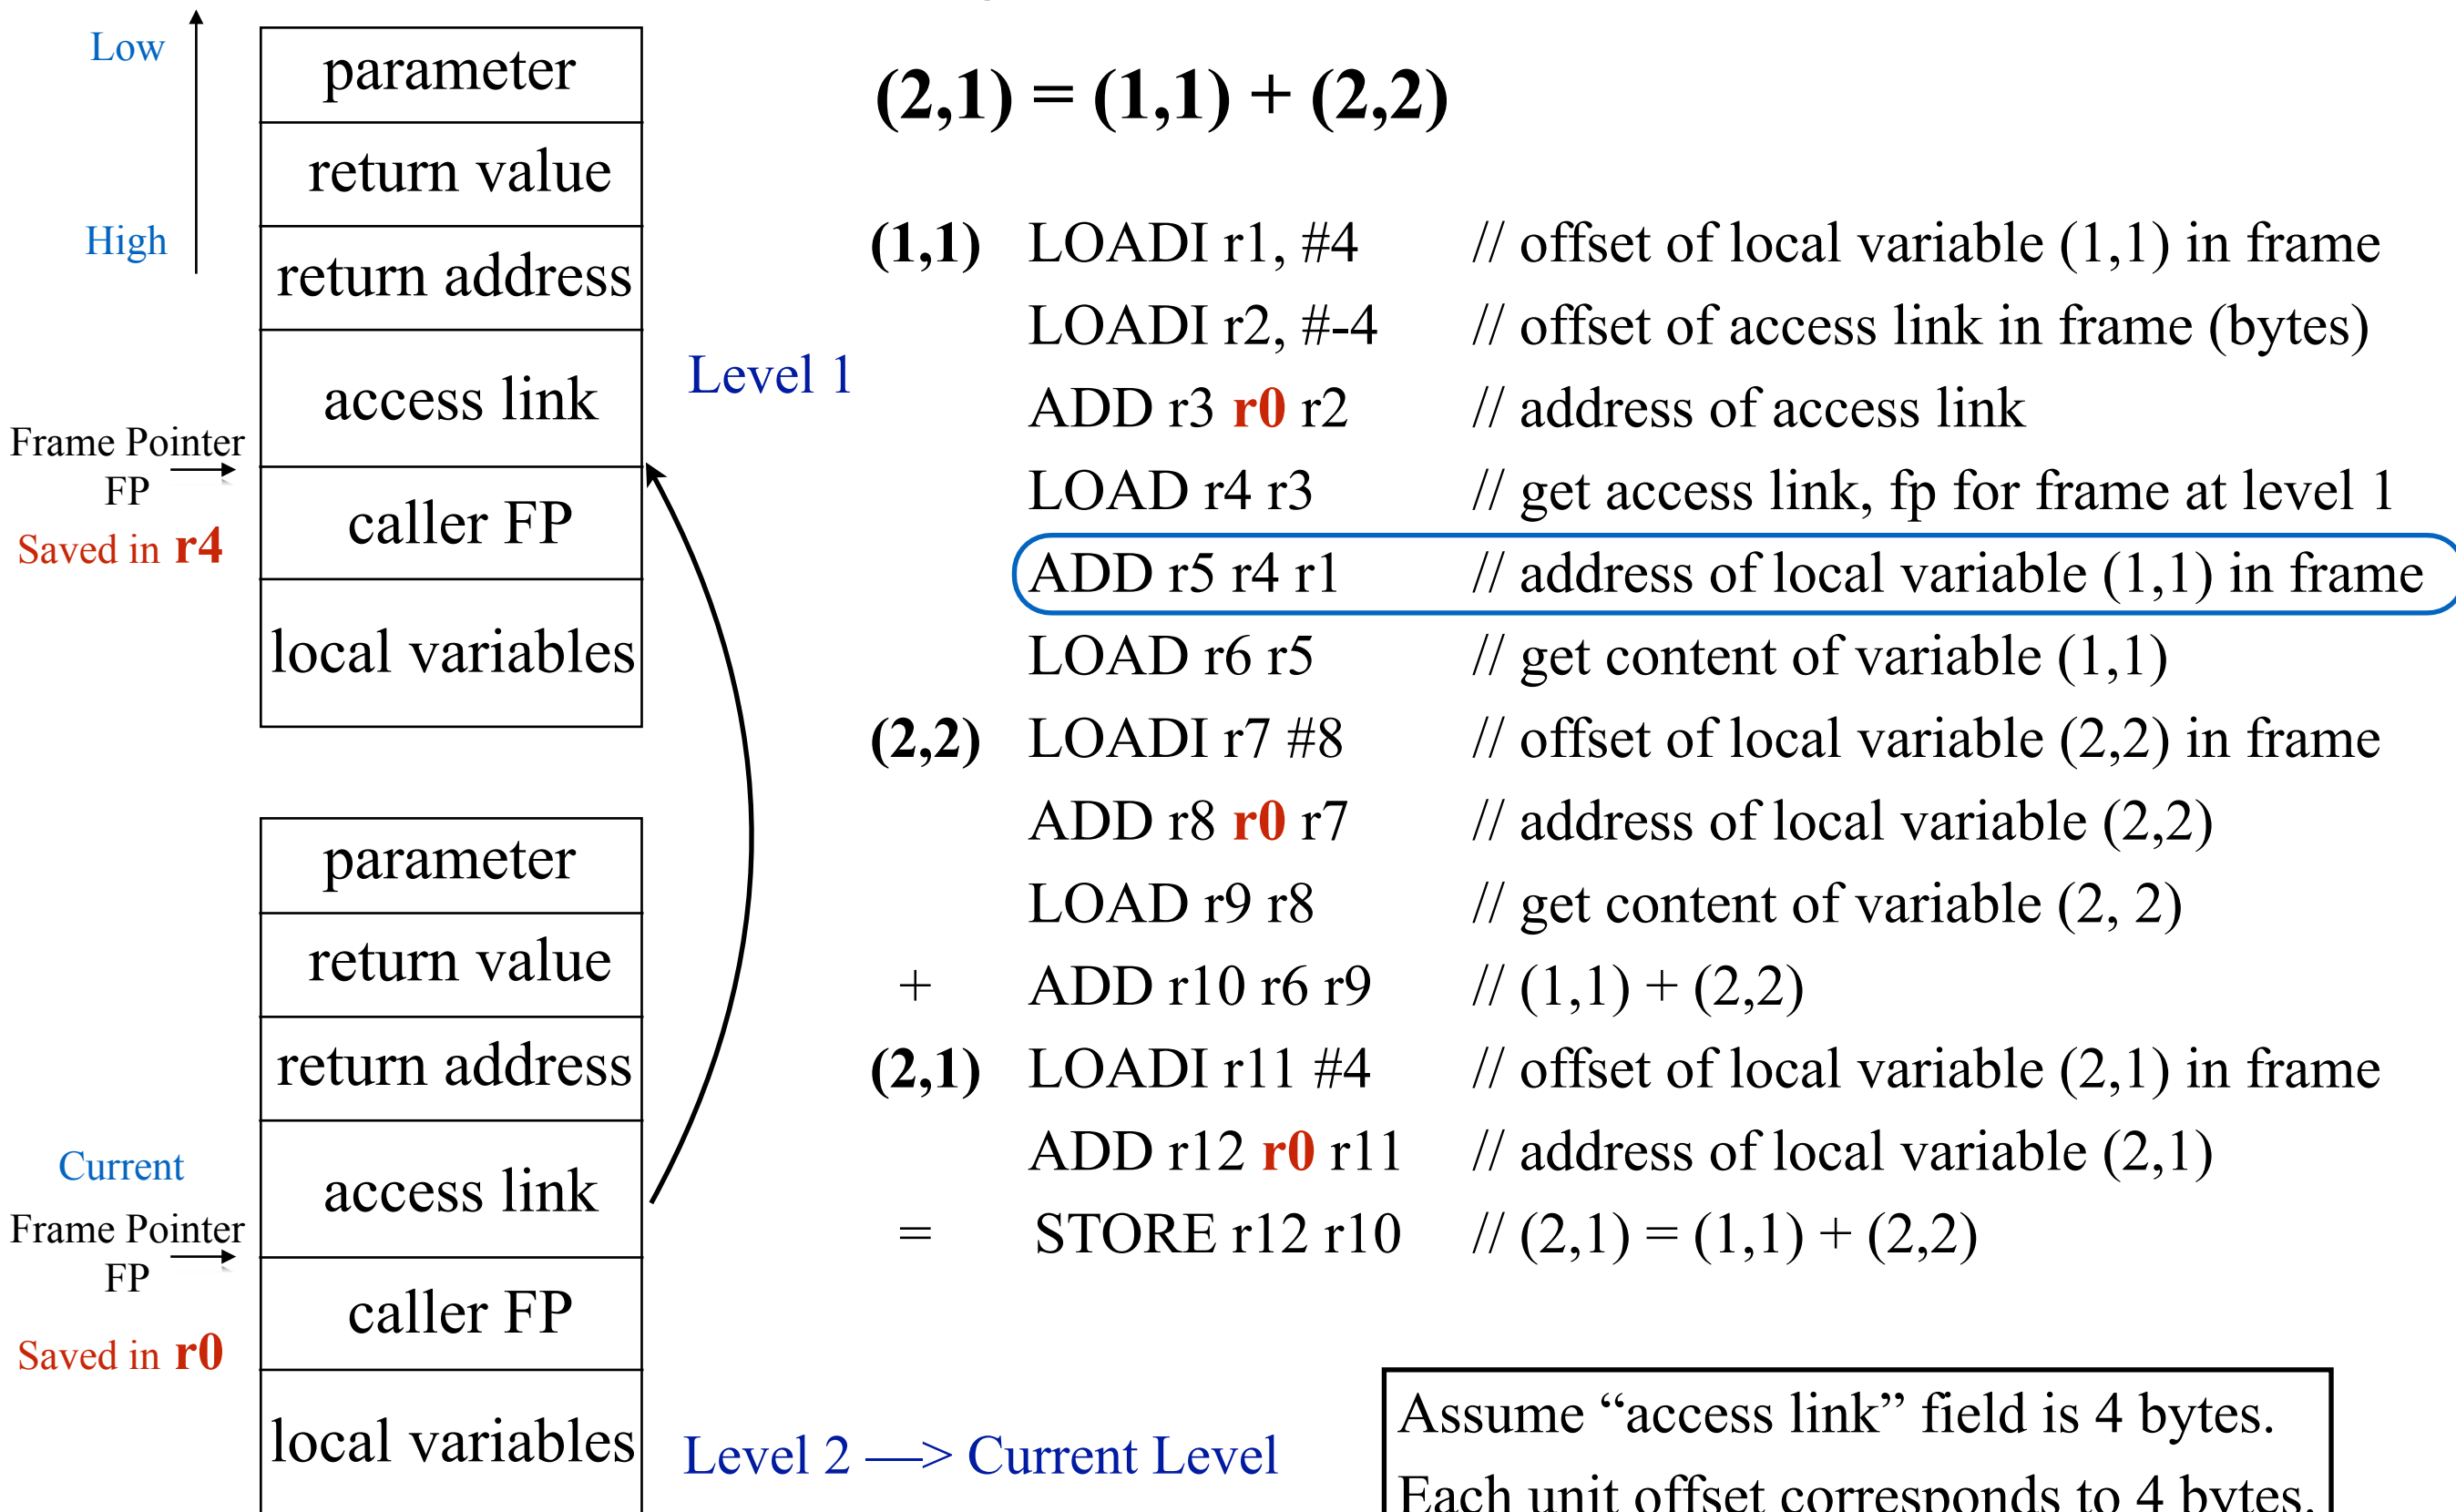 Low
High
parameter
return value
return address
access link
caller FP
local variables
Frame Pointer
FP
Saved in r4
Level 1
parameter
return value
return address
access link
caller FP
local variables
Current
Frame Pointer
FP
Saved in r0
Level 2 —> Current Level
(2,1) = (1,1) + (2,2)
(1,1) LOADI r1, #4 // offset of local variable (1,1) in frame
LOADI r2, #-4 // offset of access link in frame (bytes)
ADD r3 r0 r2 // address of access link
LOAD r4 r3 // get access link, fp for frame at level 1
ADD r5 r4 r1 // address of local variable (1,1) in frame
LOAD r6 r5 // get content of variable (1,1)
(2,2) LOADI r7 #8 // offset of local variable (2,2) in frame
ADD r8 r0 r7 // address of local variable (2,2)
LOAD r9 r8 // get content of variable (2, 2)
+ ADD r10 r6 r9 // (1,1) + (2,2)
(2,1) LOADI r11 #4 // offset of local variable (2,1) in frame
ADD r12 r0 r11 // address of local variable (2,1)
= STORE r12 r10 // (2,1) = (1,1) + (2,2)
Assume “access link” field is 4 bytes.
Each unit offset corresponds to 4 bytes.